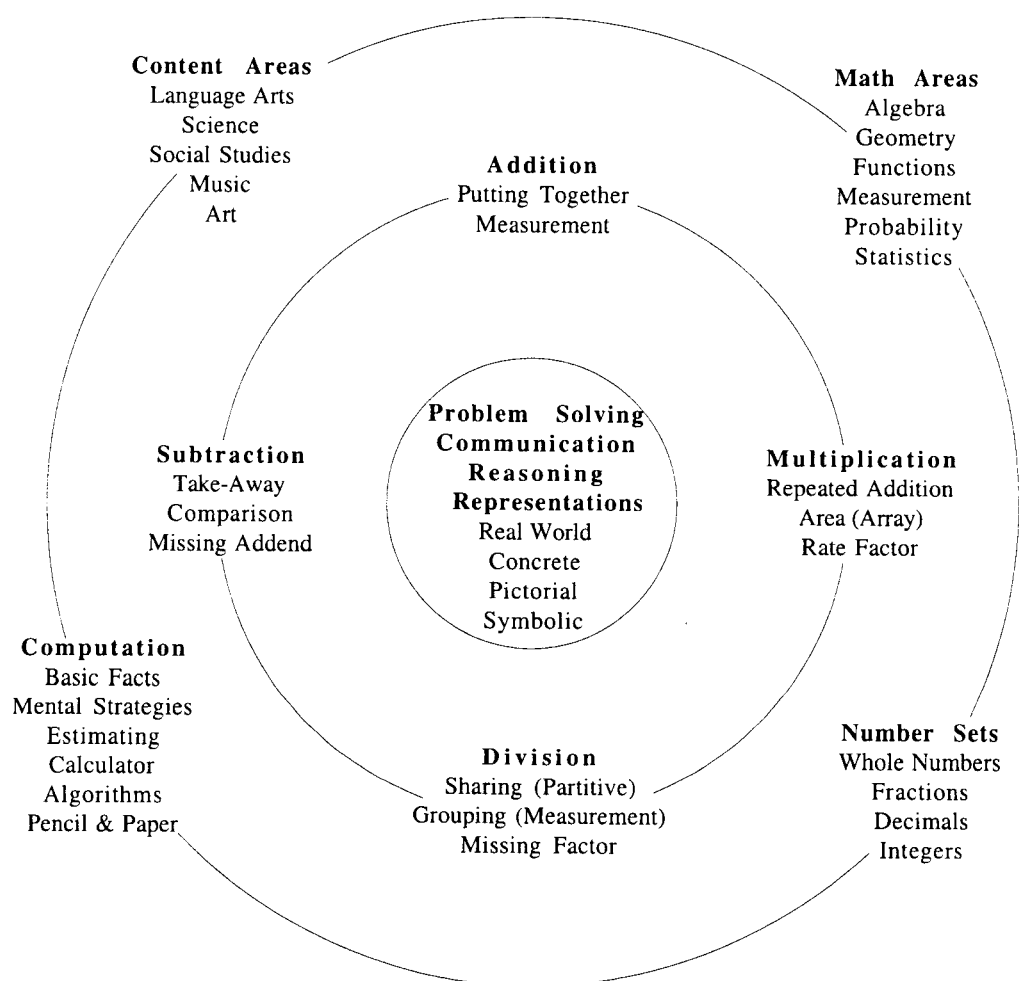 Content Areas
Language Arts
Science
Social Studies
Music
Art
Math Areas
Algebra
Geometry
Functions
Measurement
Probability
Statistics
Addition
Putting Together
Measurement
Subtraction
Take-Away
Comparison
Missing Addend
Problem Solving
Communication
Reasoning
Representations
Real World
Concrete
Pictorial
Symbolic
Multiplication
Repeated Addition
Area (Array)
Rate Factor
Computation
Basic Facts
Mental Strategies
Estimating
Calculator
Algorithms
Pencil & Paper
Division
Sharing (Partitive)
Grouping (Measurement)
Missing Factor
Number Sets
Whole Numbers
Fractions
Decimals
Integers